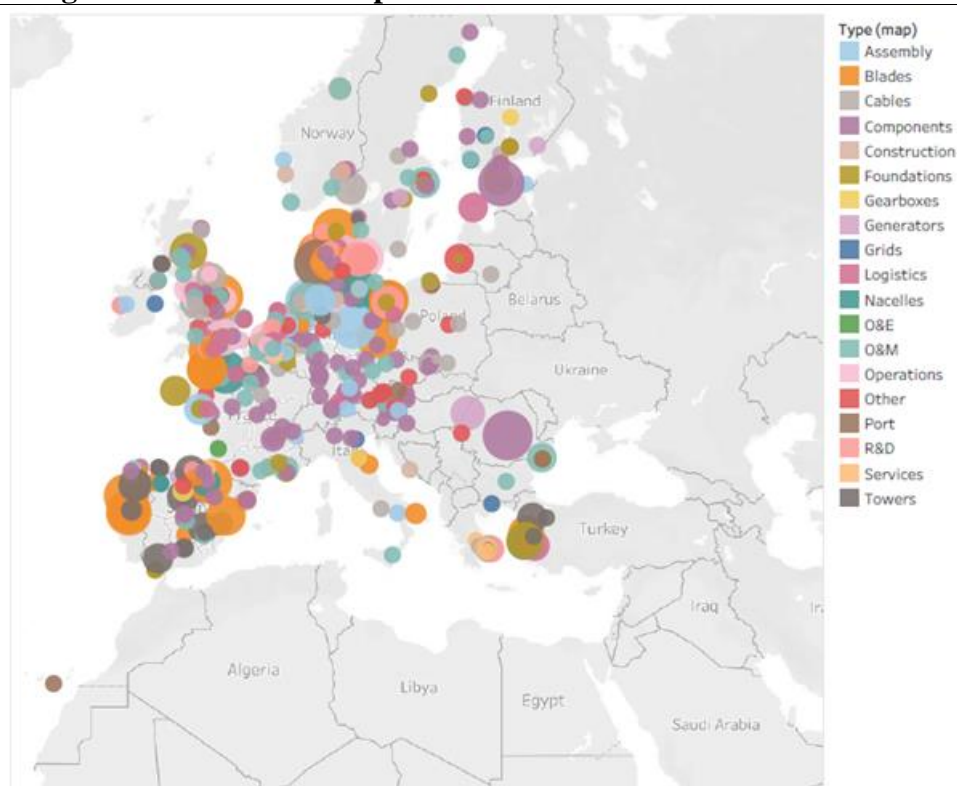 Norway
Finland
Belarus
Poland
Ukraine
Turkey
Iraq
Algeria
Libya
Egypt
Saudi Arabia
Type (map)
Assembly
Blades
Cables
Components
Construction
Foundations
Gearboxes
Generators
Grids
Logistics
Nacelles
O&E
O&M
Operations
Other
Port
R&D
Services
Towers